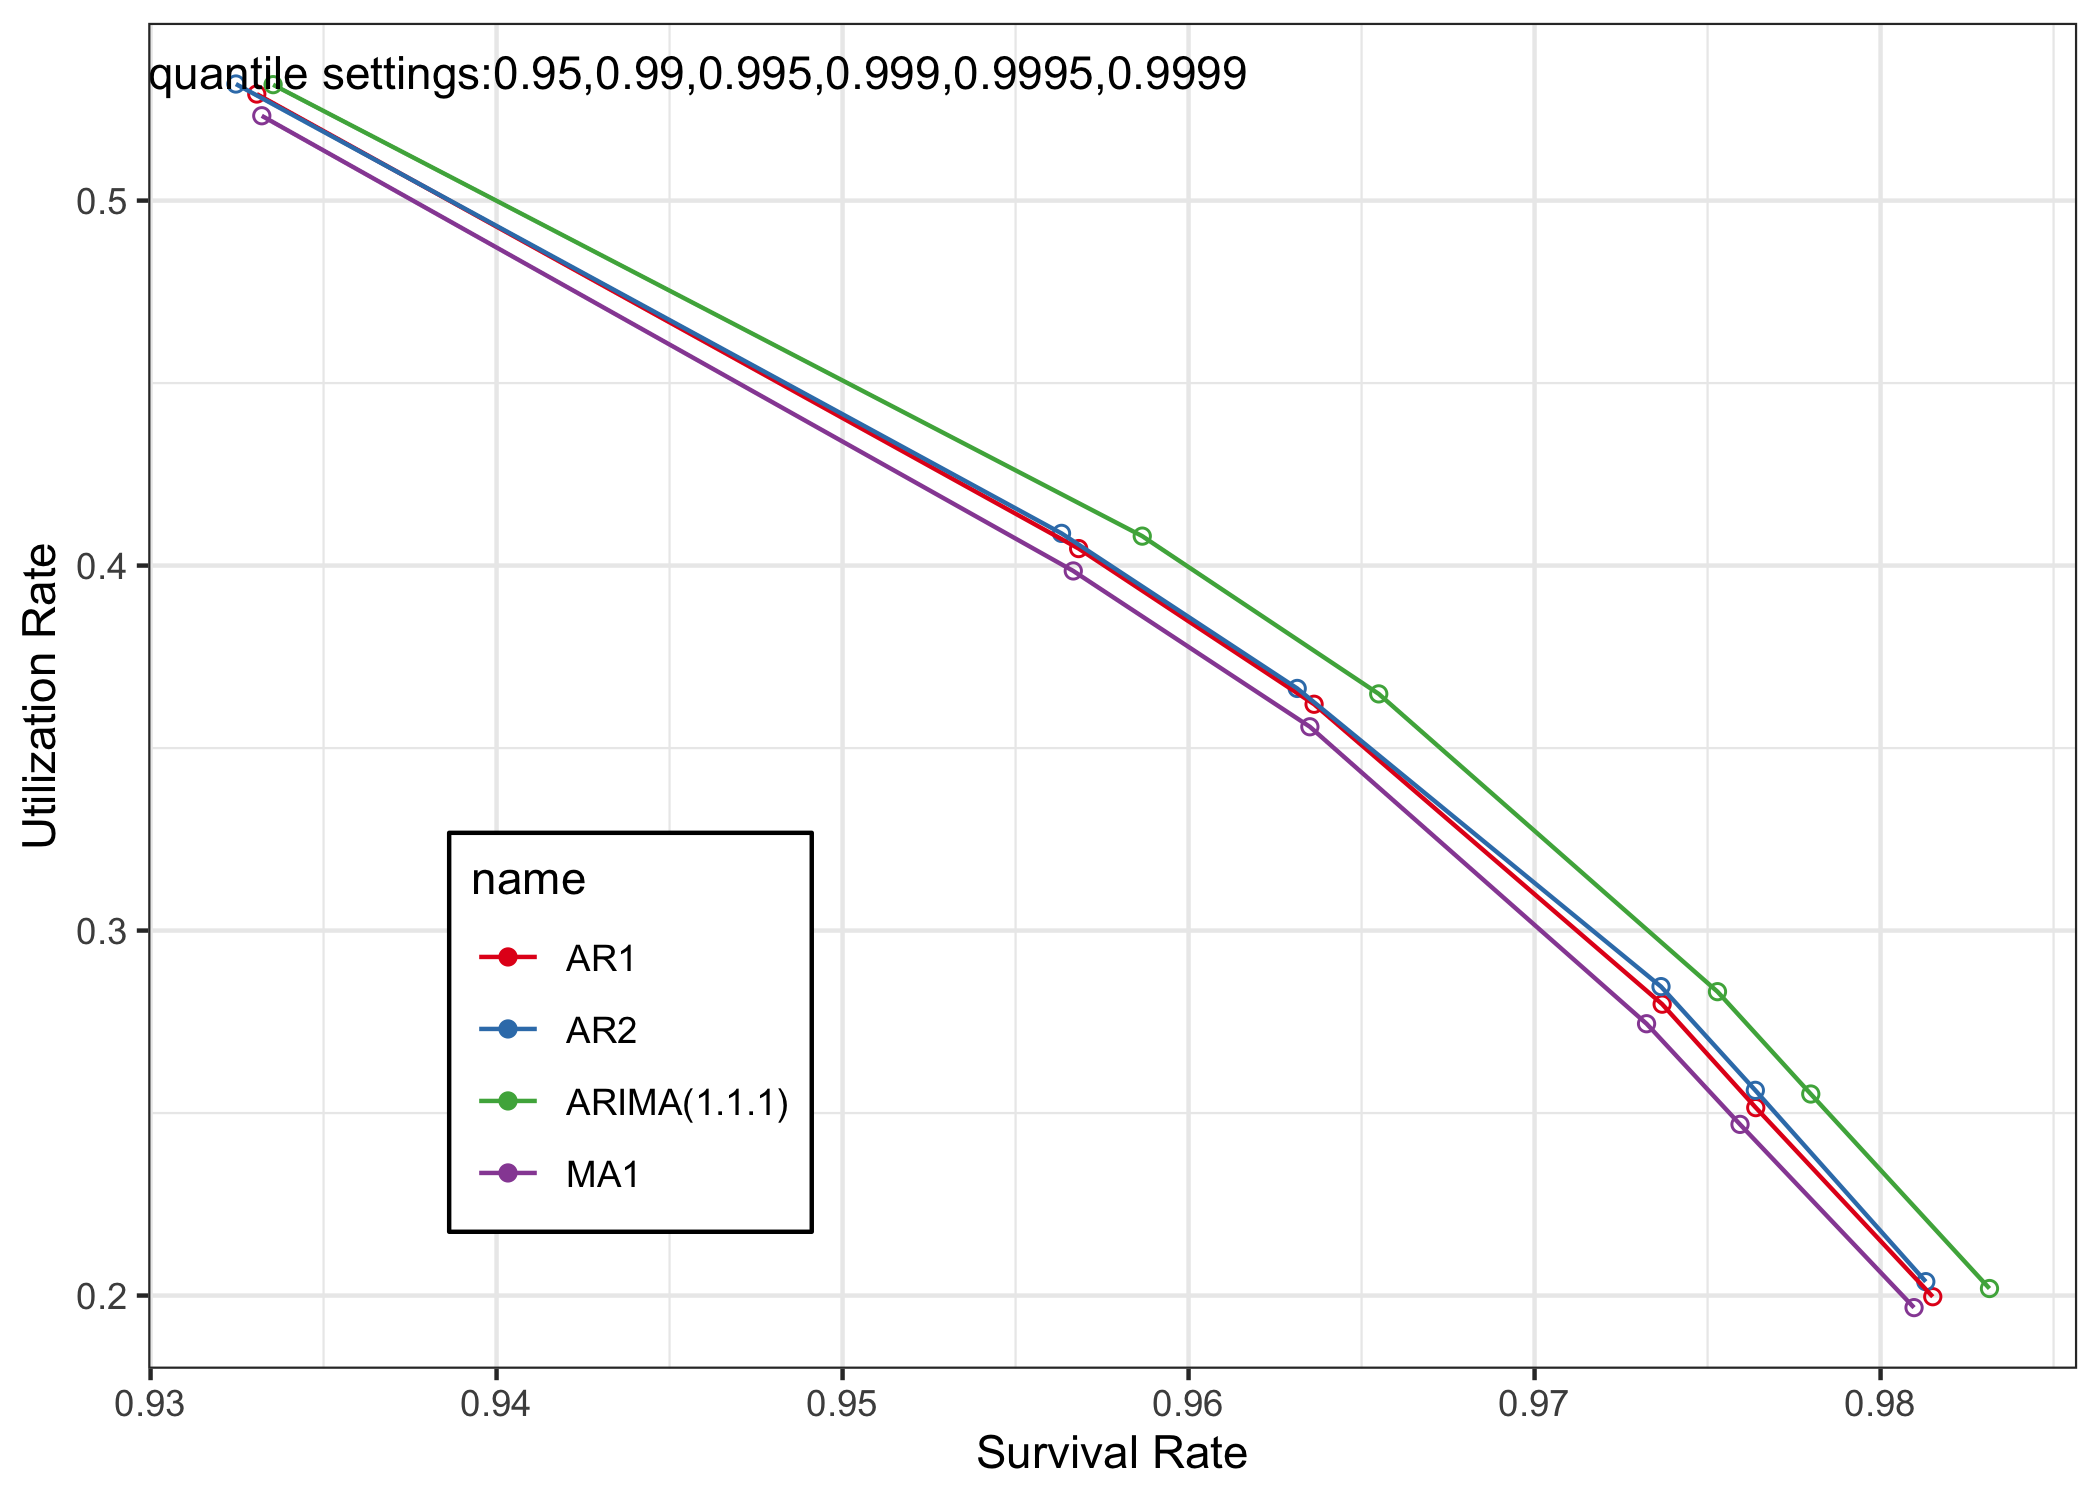 quantile settings:0.95,0.99,0.995,0.999,0.9995,0.9999
0.5
0.4
0.3
0.2
Utilization Rate
name
AR1
AR2
ARIMA(1.1.1)
MA1
0.93 0.94 0.95 0.96 0.97 0.98
Survival Rate